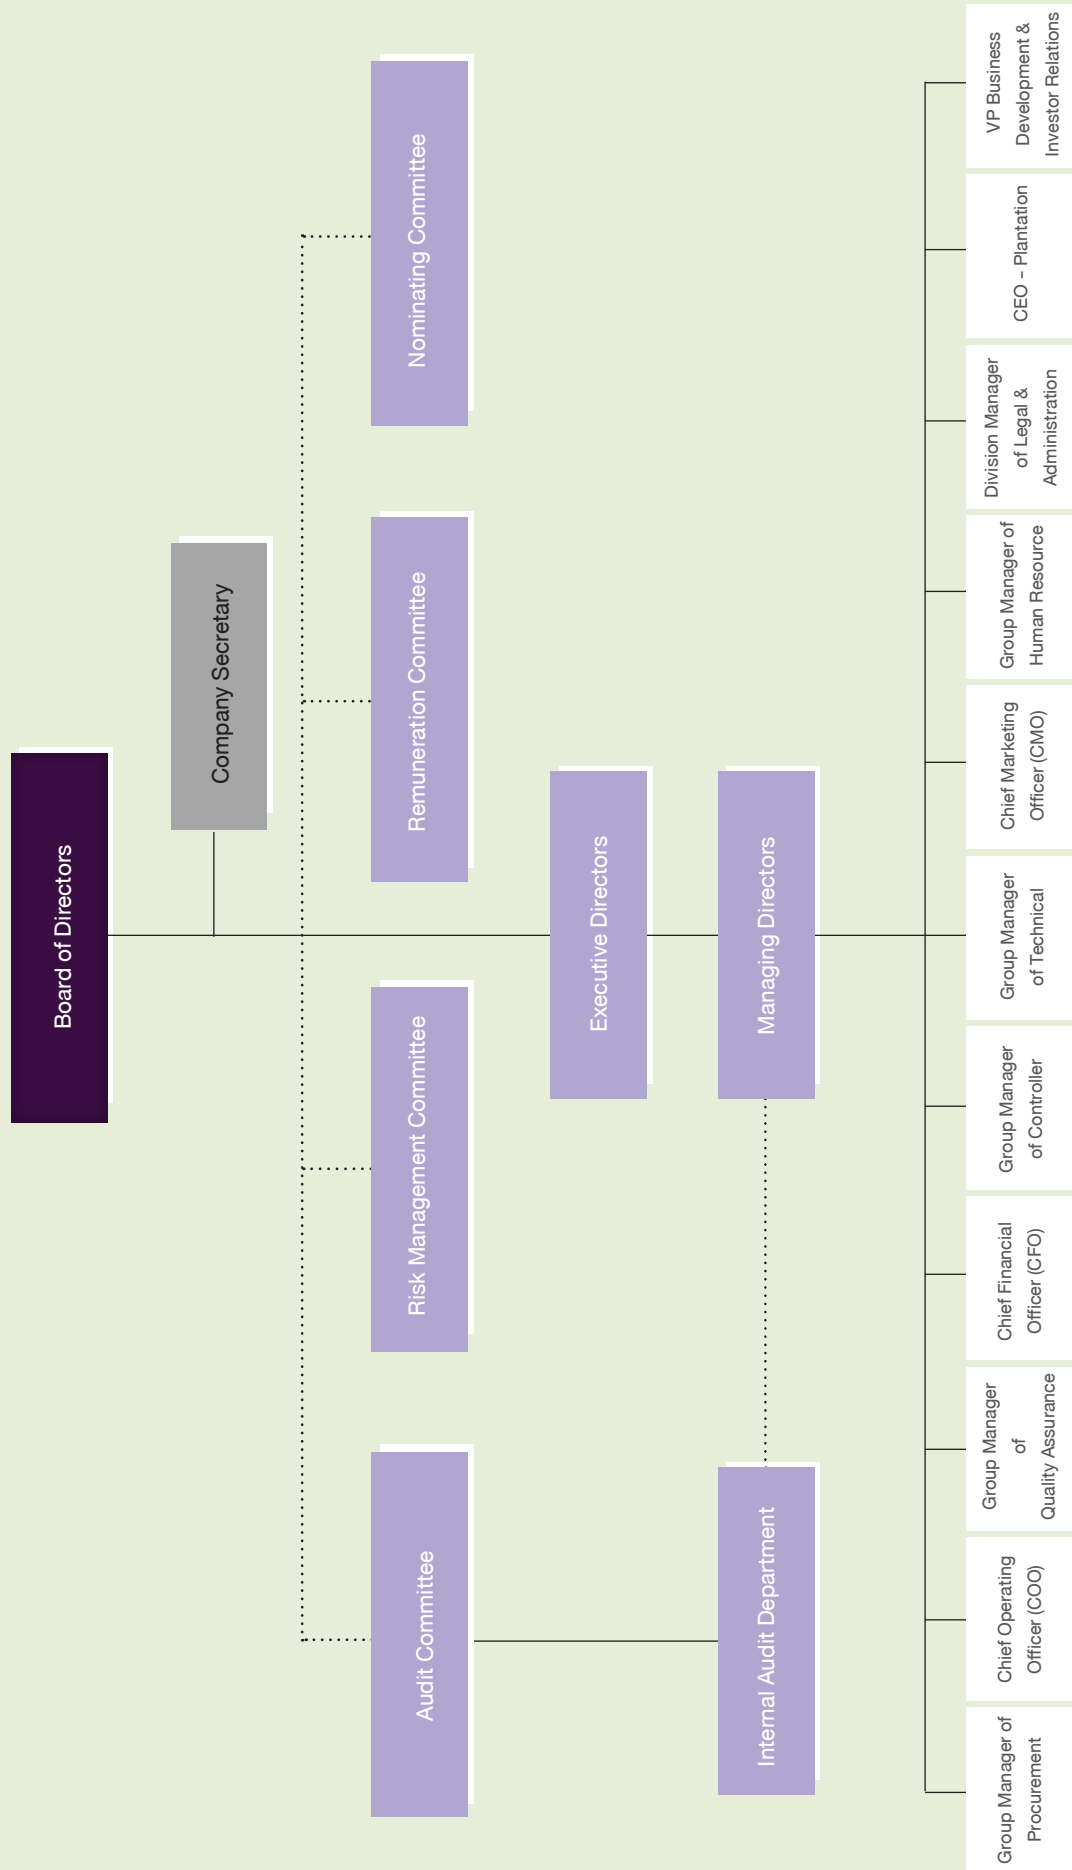 Board of Directors
Company Secretary
Audit Committee
Risk Management Committee
Remuneration Committee
Nominating Committee
Executive Directors
Internal Audit Department
Managing Directors
Group Manager of
Procurement
Chief Operating
Officer (COO)
Group Manager
of
Quality Assurance
Chief Financial
Officer (CFO)
Group Manager
of Controller
Group Manager
of Technical
Chief Marketing
Officer (CMO)
Group Manager of
Human Resource
Division Manager
of Legal &
Administration
CEO - Plantation
VP Business
Development &
Investor Relations